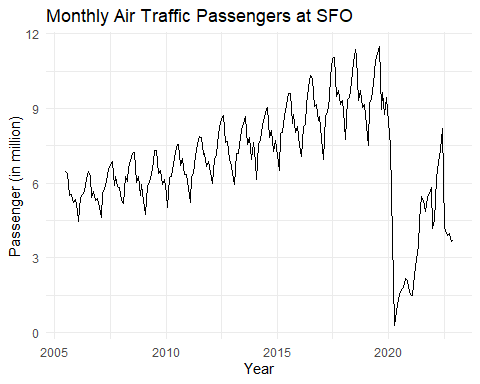 Monthly Air Traffic Passengers at SFO
Passenger (in million)
12
9
6
3
0
2005 2010 2015 2020
Year